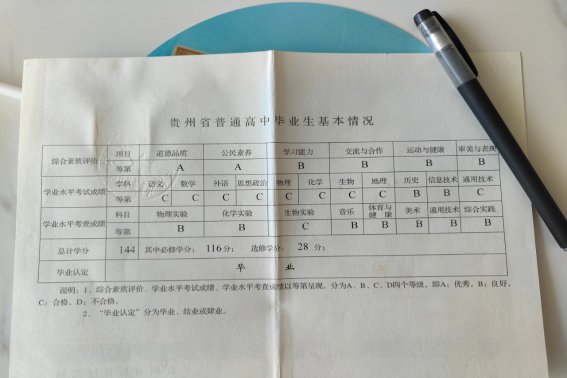 贵州省普通高中毕业生基本情况
综合素质评价 项目 道德品质 公民素养 学习能力 交流与合作 运动与健康 审美与表现
等第 A A B B B B
学业水平考试成绩 学科 语文 数学 外语 思想政治 物理 化学 生物 地理 历史 信息技术 通用技术
等第 C C C C C C C C B B C
学业水平考查成绩 科目 物理实验 化学实验 生物实验 音乐 体育与健康 美术 通用技术 综合实践
等第 B B C B B B B B
总计学分 144 其中必修学分: 116分; 选修学分: 28 分;
毕业认定 毕 业
说明:1、综合素质评价、学业水平考试成绩、学业水平考查成绩以等第呈现,分为A、B、C、D四个等级,即A:优秀,B:良好,
C:合格,D:不合格。
2、“毕业认定”分为毕业、结业或肄业。